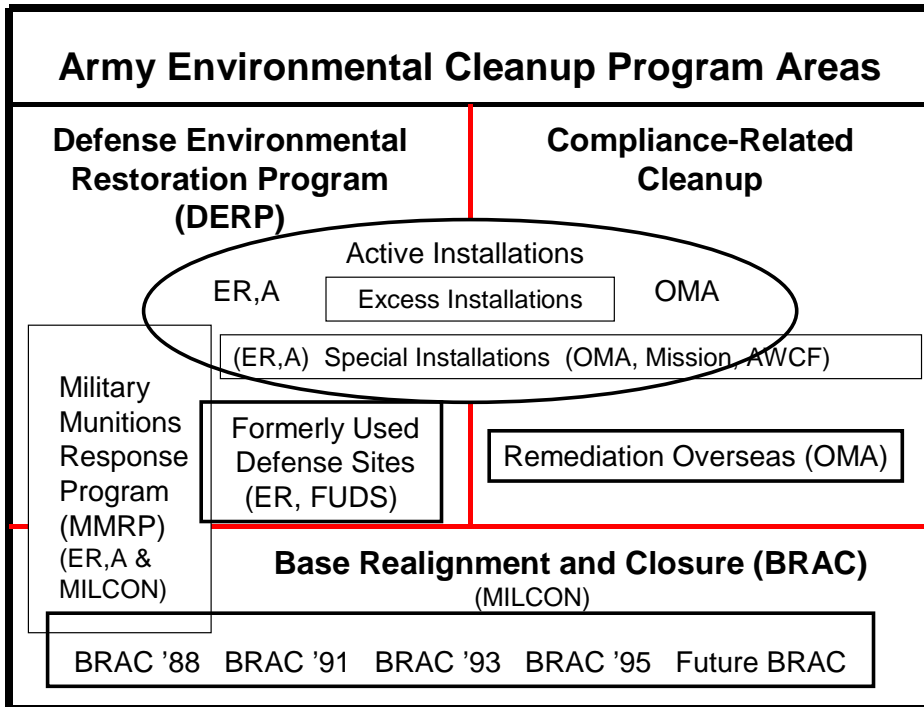 Army Environmental Cleanup Program Areas
Defense Environmental
Restoration Program
(DERP)
Compliance-Related
Cleanup
Active Installations
ER,A
Excess Installations
OMA
(ER,A) Special Installations (OMA, Mission, AWCF)
Military
Munitions
Response
Program
(MMRP)
(ER,A &
MILCON)
Formerly Used
Defense Sites
(ER, FUDS)
Remediation Overseas (OMA)
Base Realignment and Closure (BRAC)
(MILCON)
BRAC ’88 BRAC ’91 BRAC ’93 BRAC ’95 Future BRAC